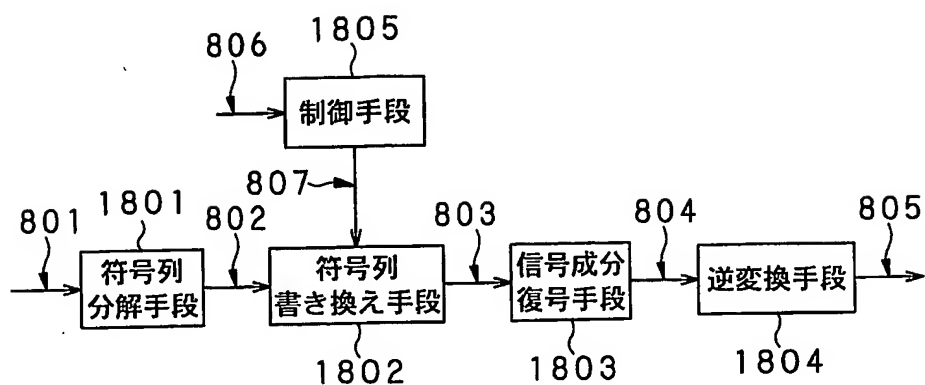 806
1805
制御手段
807
801
1801
802
803
804
805
符号列
分解手段
符号列
書き換え手段
信号成分
復号手段
逆変換手段
1802
1803
1804